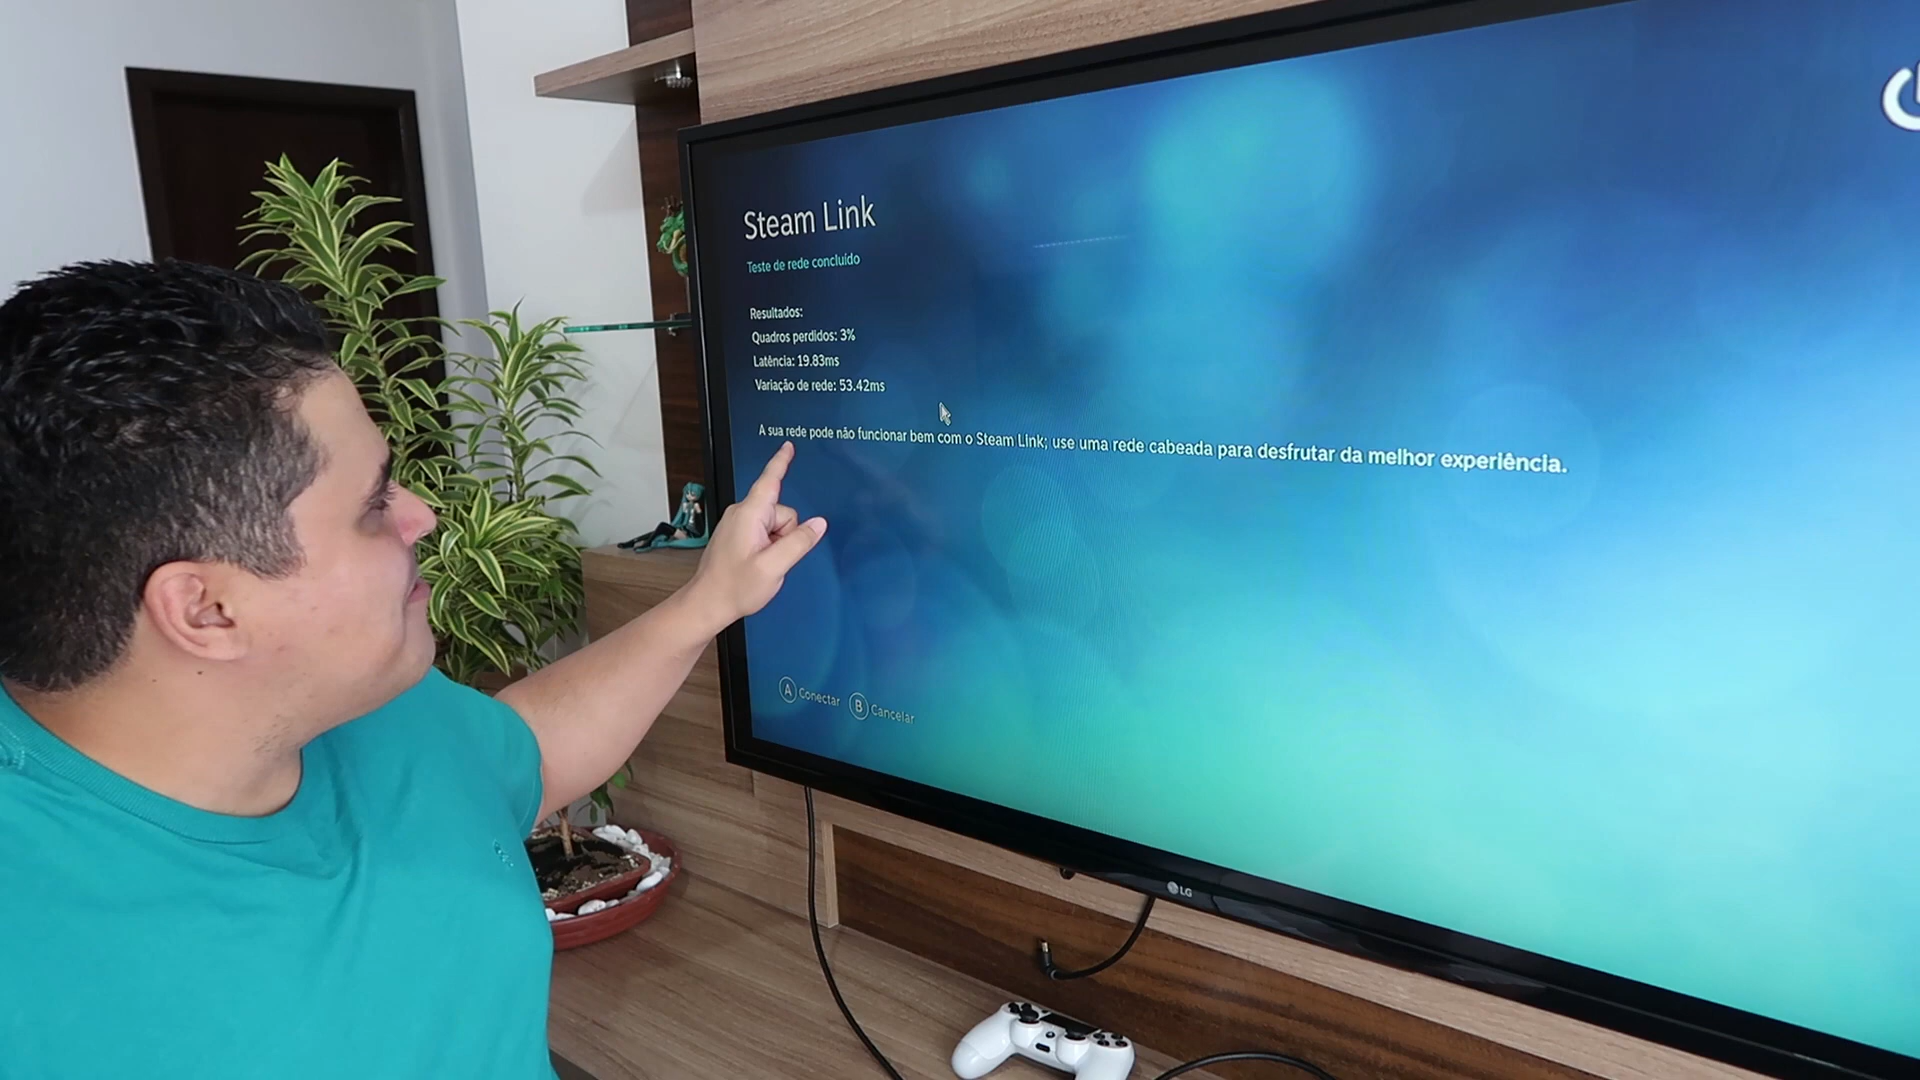 Steam Link
Teste de rede concluído
Resultados:
Quadros perdidos: 3%
Latência: 19.83ms
Variação de rede: 53.42ms
A sua rede pode não funcionar bem com o Steam Link; use uma rede cabeada para desfrutar da melhor experiência.
A Conectar B Cancelar
LG